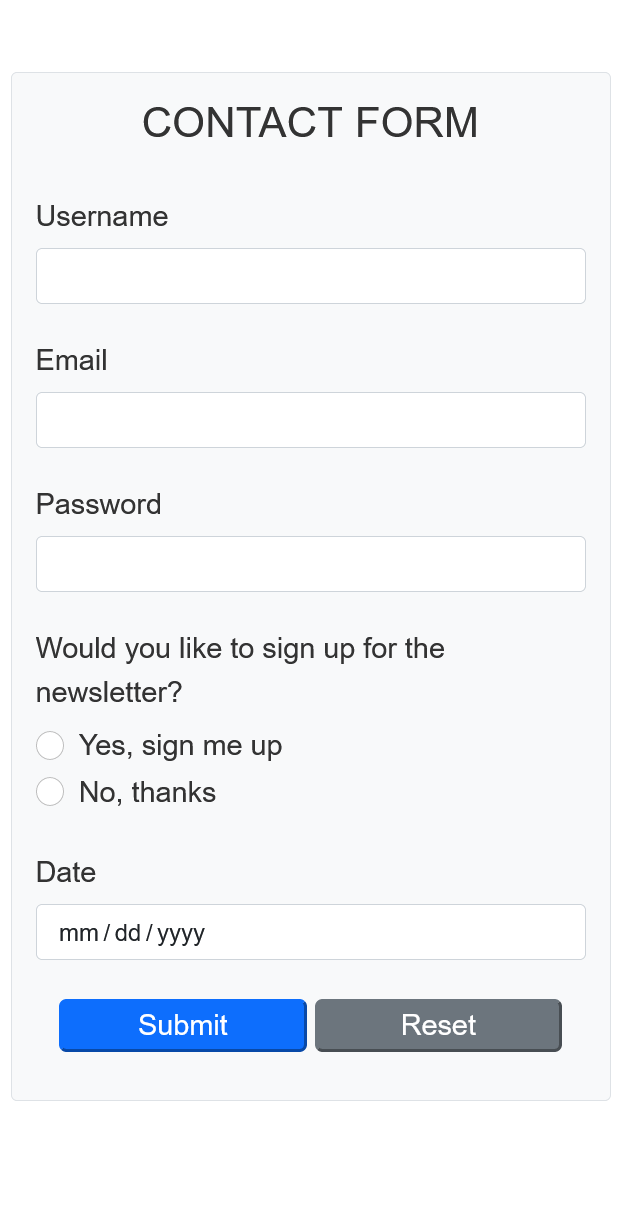 CONTACT FORM
Username
Email
Password
Would you like to sign up for the
newsletter?
Yes, sign me up
No, thanks
Date
mm/dd/yyyy
Submit Reset